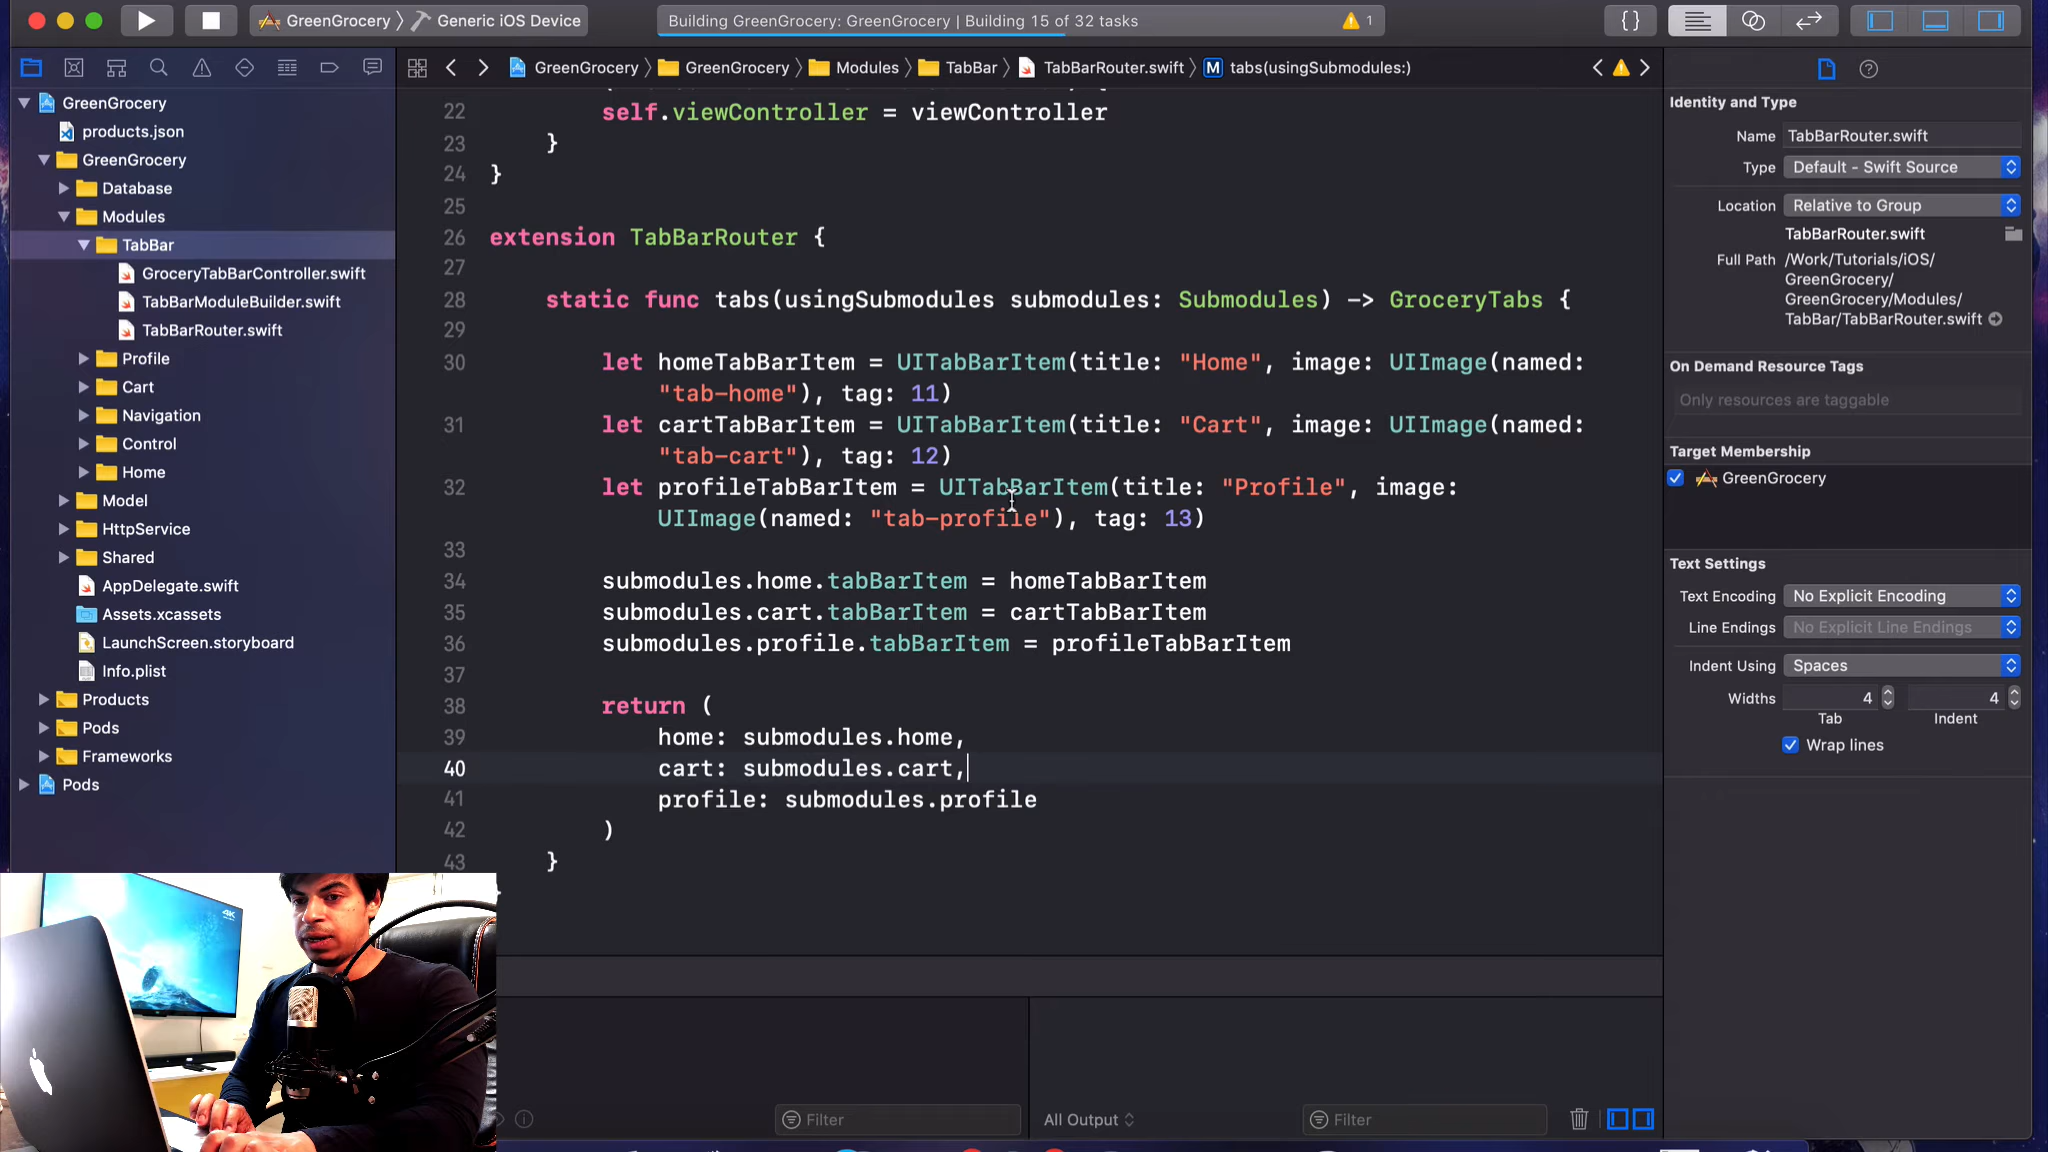 GreenGrocery
Generic iOS Device
Building GreenGrocery: GreenGrocery | Building 15 of 32 tasks
1
GreenGrocery
GreenGrocery
Modules
TabBar
TabBarRouter.swift
M tabs(usingSubmodules:)
GreenGrocery
products.json
GreenGrocery
Database
Modules
TabBar
GroceryTabBarController.swift
TabBarModuleBuilder.swift
TabBarRouter.swift
Profile
Cart
Navigation
Control
Home
Model
HttpService
Shared
AppDelegate.swift
Assets.xcassets
LaunchScreen.storyboard
Info.plist
Products
Pods
Frameworks
Pods
22 self.viewController = viewController
23 }
24 }
25
26 extension TabBarRouter {
27
28 static func tabs(usingSubmodules submodules: Submodules) -> GroceryTabs {
29
30 let homeTabBarItem = UITabBarItem(title: "Home", image: UIImage(named:
"tab-home"), tag: 11)
31 let cartTabBarItem = UITabBarItem(title: "Cart", image: UIImage(named:
"tab-cart"), tag: 12)
32 let profileTabBarItem = UITabBarItem(title: "Profile", image:
UIImage(named: "tab-profile"), tag: 13)
33
34 submodules.home.tabBarItem = homeTabBarItem
35 submodules.cart.tabBarItem = cartTabBarItem
36 submodules.profile.tabBarItem = profileTabBarItem
37
38 return (
39 home: submodules.home,
40 cart: submodules.cart,
41 profile: submodules.profile
42 )
43 }
4K
Filter
All Output
Filter
Identity and Type
Name TabBarRouter.swift
Type Default - Swift Source
Location Relative to Group
TabBarRouter.swift
Full Path /Work/Tutorials/iOS/
GreenGrocery/
GreenGrocery/Modules/
TabBar/TabBarRouter.swift
On Demand Resource Tags
Only resources are taggable
Target Membership
GreenGrocery
Text Settings
Text Encoding No Explicit Encoding
Line Endings No Explicit Line Endings
Indent Using Spaces
Widths 4 4
Tab Indent
Wrap lines